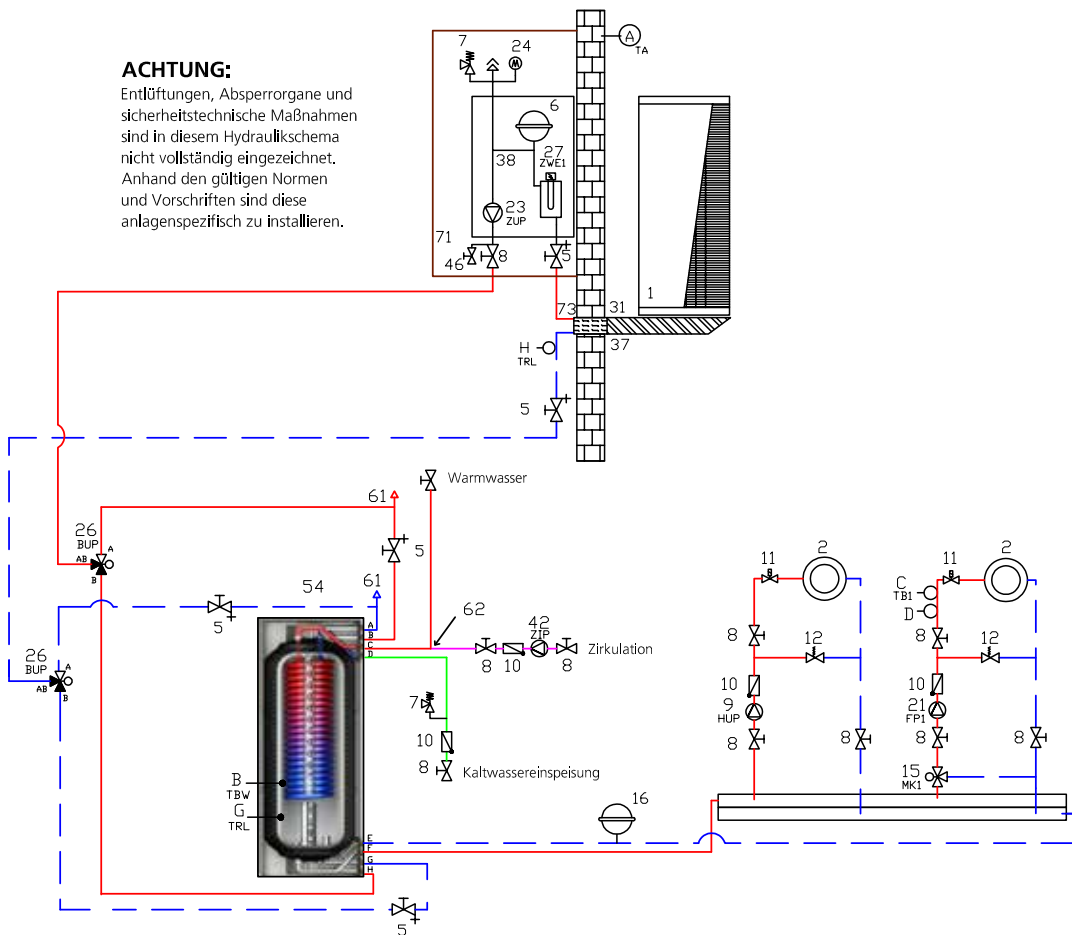 ACHTUNG:
Entlüftungen, Absperrorgane und
sicherheitstechnische Maßnahmen
sind in diesem Hydraulikschema
nicht vollständig eingezeichnet.
Anhand den gültigen Normen
und Vorschriften sind diese
anlagenspezifisch zu installieren.
7
24
A
TA
6
27
ZWE1
38
23
ZUP
71
46
8
5
73
31
1
37
H
TRL
5
Warmwasser
61
26
BUP
A
AB
B
5
54
61
5
62
42
ZIP
8
10
8
Zirkulation
26
BUP
A
AB
B
A
B
C
D
7
10
8
Kaltwassereinspeisung
B
TBW
G
TRL
E
F
G
H
5
16
11
2
8
12
10
9
HUP
8
8
11
2
C
TB1
D
8
12
10
21
FP1
8
8
15
MK1